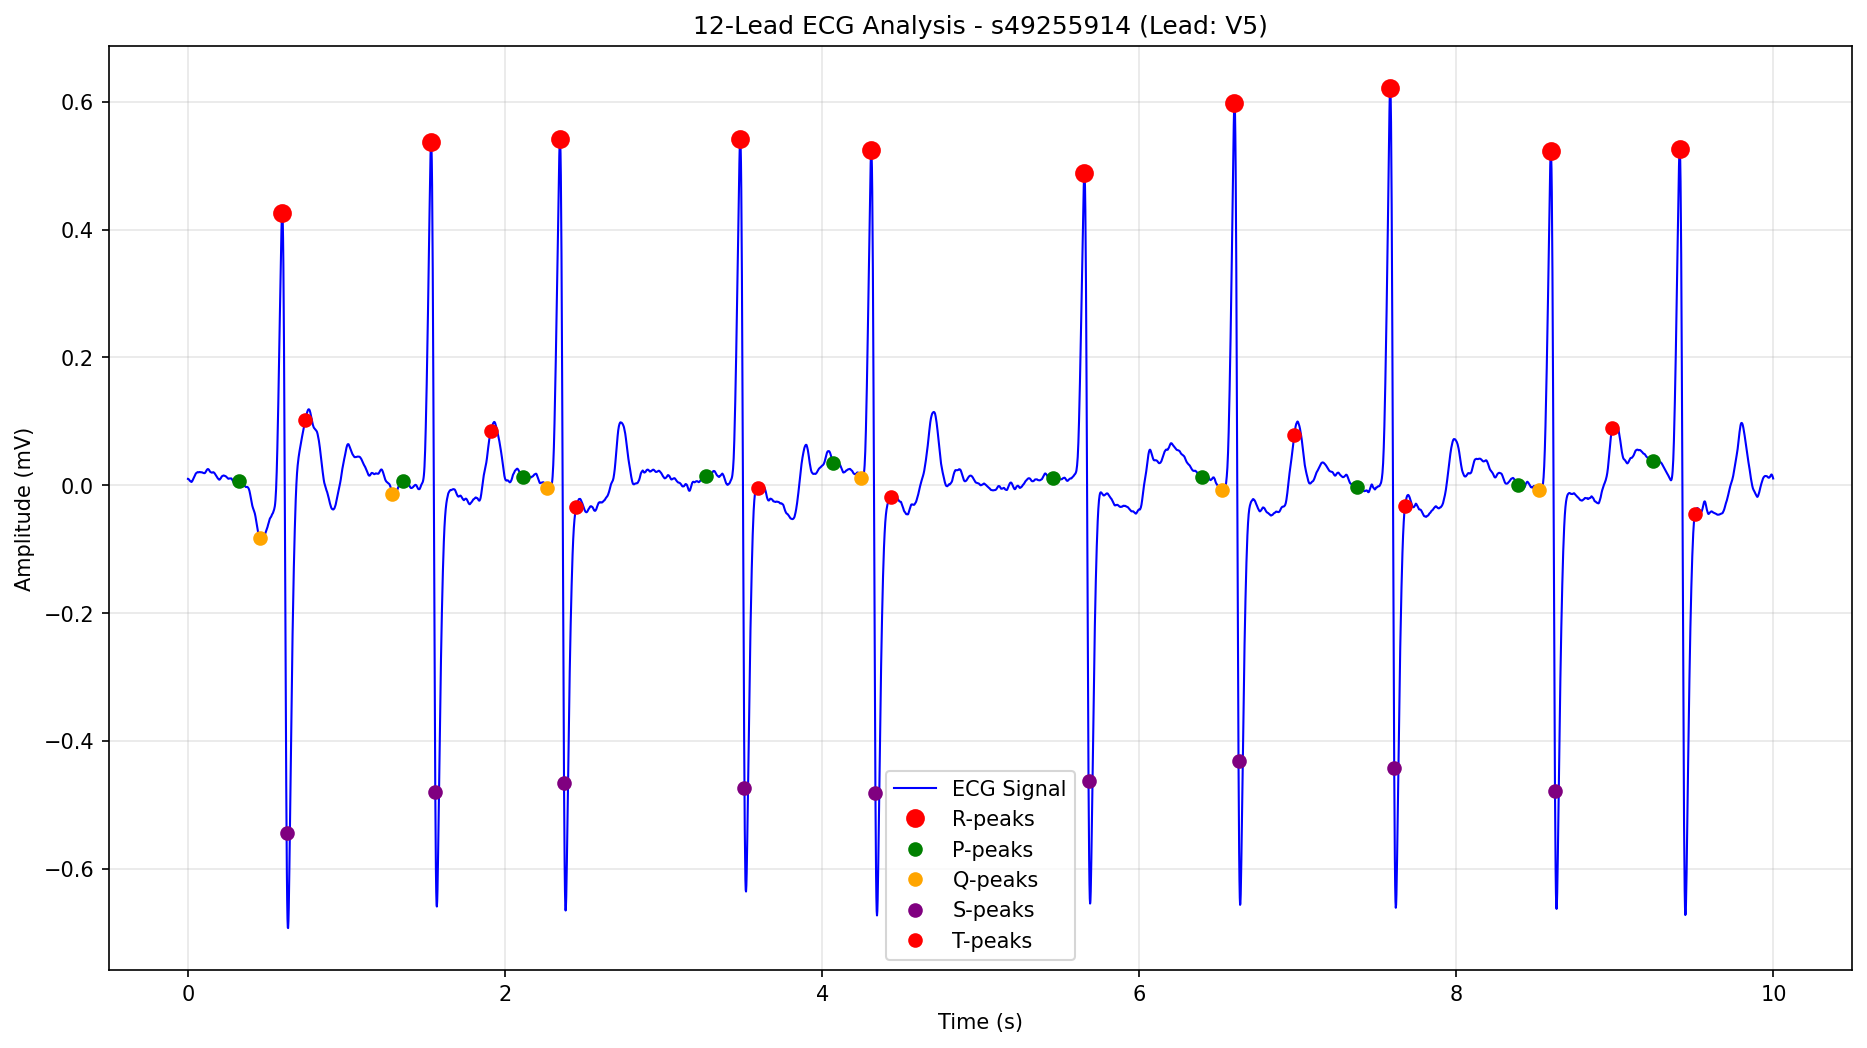 12-Lead ECG Analysis - s49255914 (Lead: V5)
Amplitude (mV)
0.6
0.4
0.2
0.0
−0.2
−0.4
−0.6
ECG Signal
R-peaks
P-peaks
Q-peaks
S-peaks
T-peaks
0 2 4 6 8 10
Time (s)